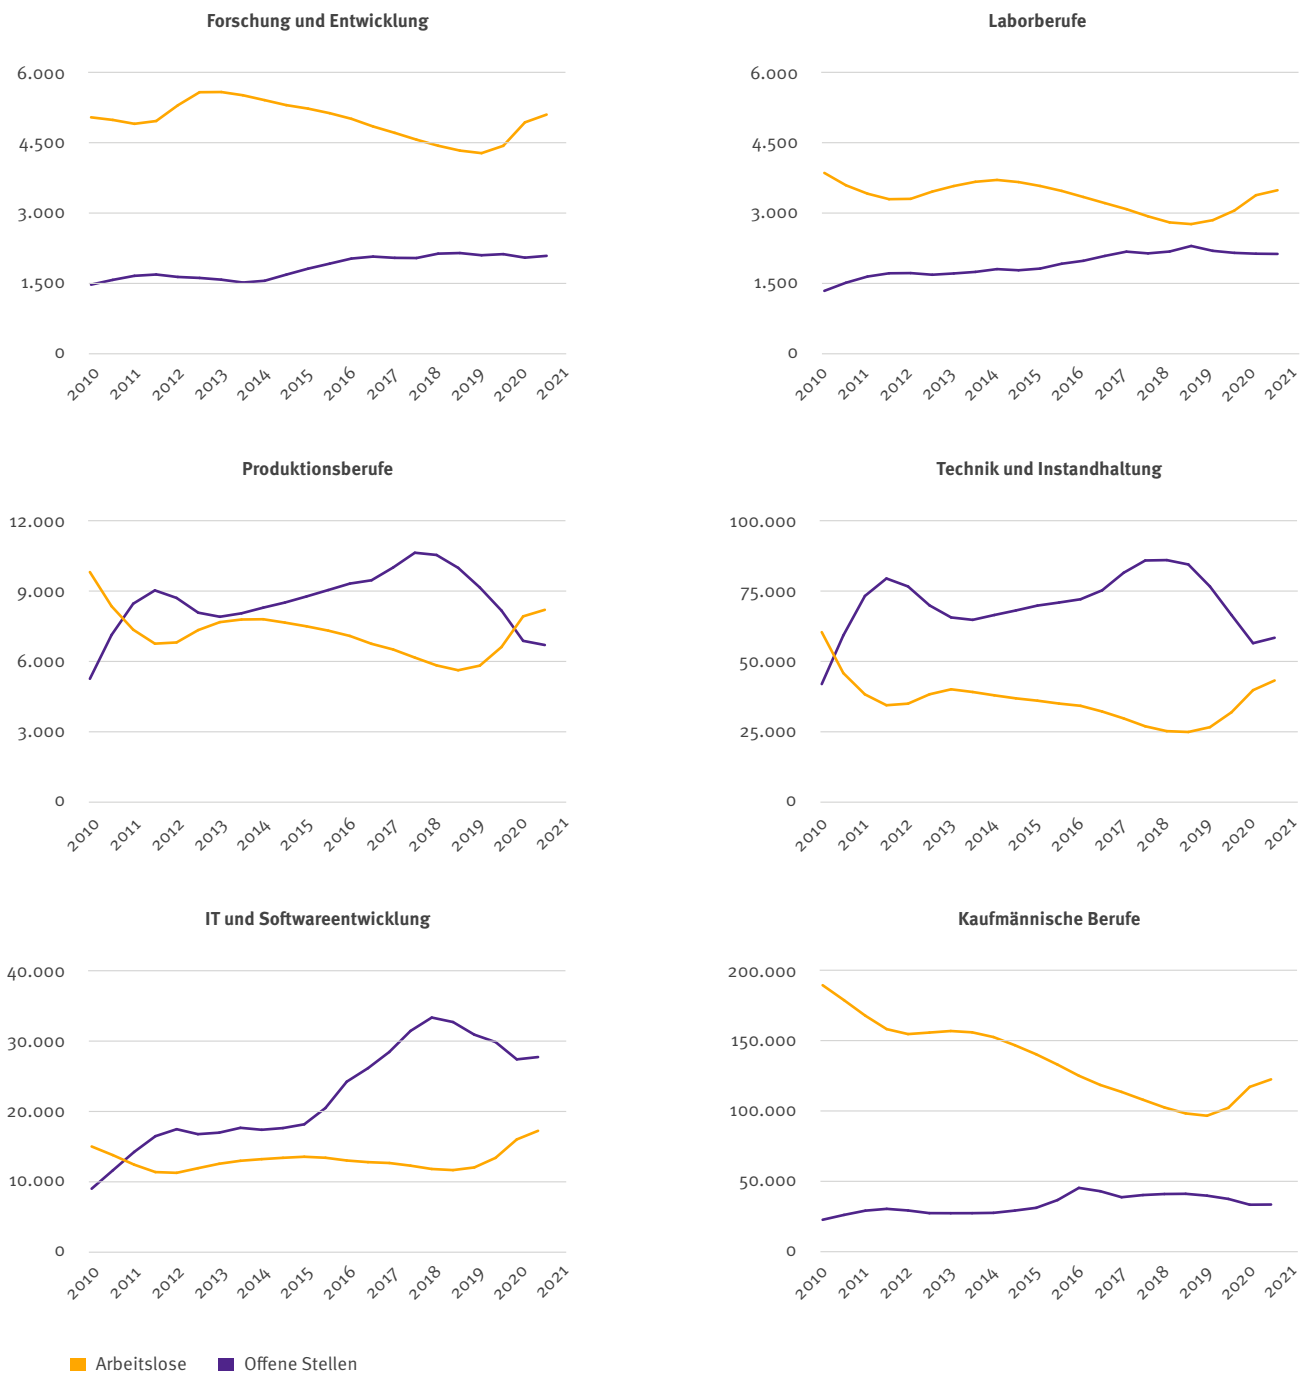 Forschung und Entwicklung
6.000
4.500
3.000
1.500
0
2010 2011 2012 2013 2014 2015 2016 2017 2018 2019 2020 2021
Laborberufe
6.000
4.500
3.000
1.500
0
2010 2011 2012 2013 2014 2015 2016 2017 2018 2019 2020 2021
Produktionsberufe
12.000
9.000
6.000
3.000
0
2010 2011 2012 2013 2014 2015 2016 2017 2018 2019 2020 2021
Technik und Instandhaltung
100.000
75.000
50.000
25.000
0
2010 2011 2012 2013 2014 2015 2016 2017 2018 2019 2020 2021
IT und Softwareentwicklung
40.000
30.000
20.000
10.000
0
2010 2011 2012 2013 2014 2015 2016 2017 2018 2019 2020 2021
Kaufmännische Berufe
200.000
150.000
100.000
50.000
0
2010 2011 2012 2013 2014 2015 2016 2017 2018 2019 2020 2021
Arbeitslose Offene Stellen